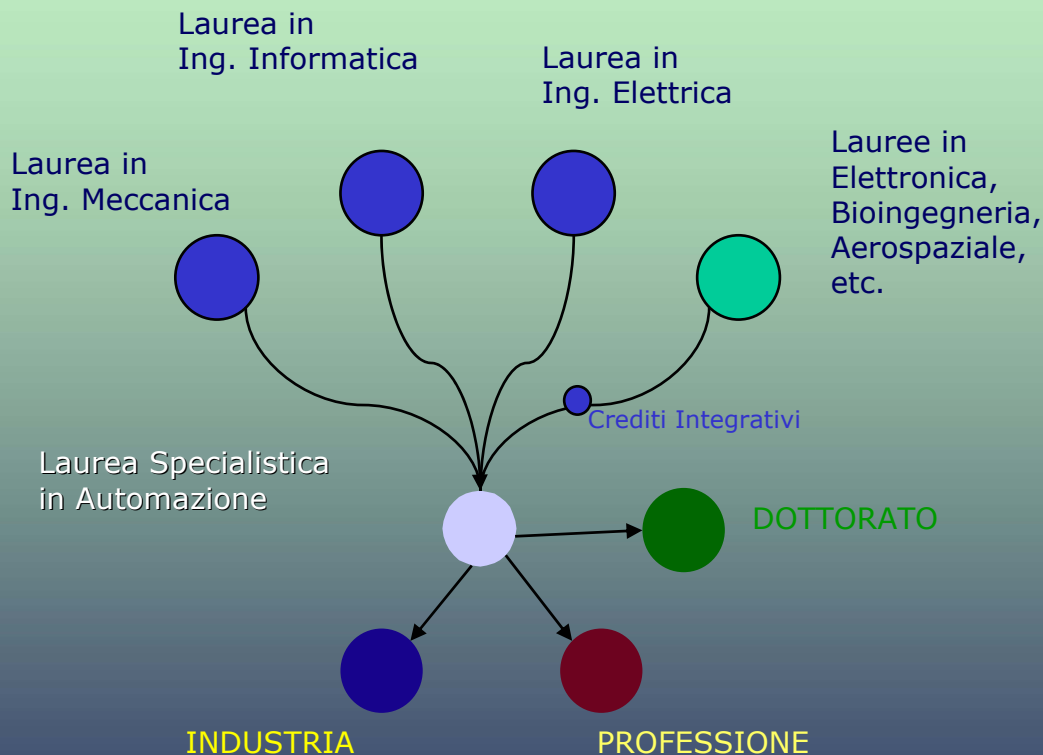 Laurea in
Ing. Informatica
Laurea in
Ing. Elettrica
Laurea in
Ing. Meccanica
Lauree in
Elettronica,
Bioingegneria,
Aerospaziale,
etc.
Crediti Integrativi
Laurea Specialistica
in Automazione
DOTTORATO
INDUSTRIA
PROFESSIONE